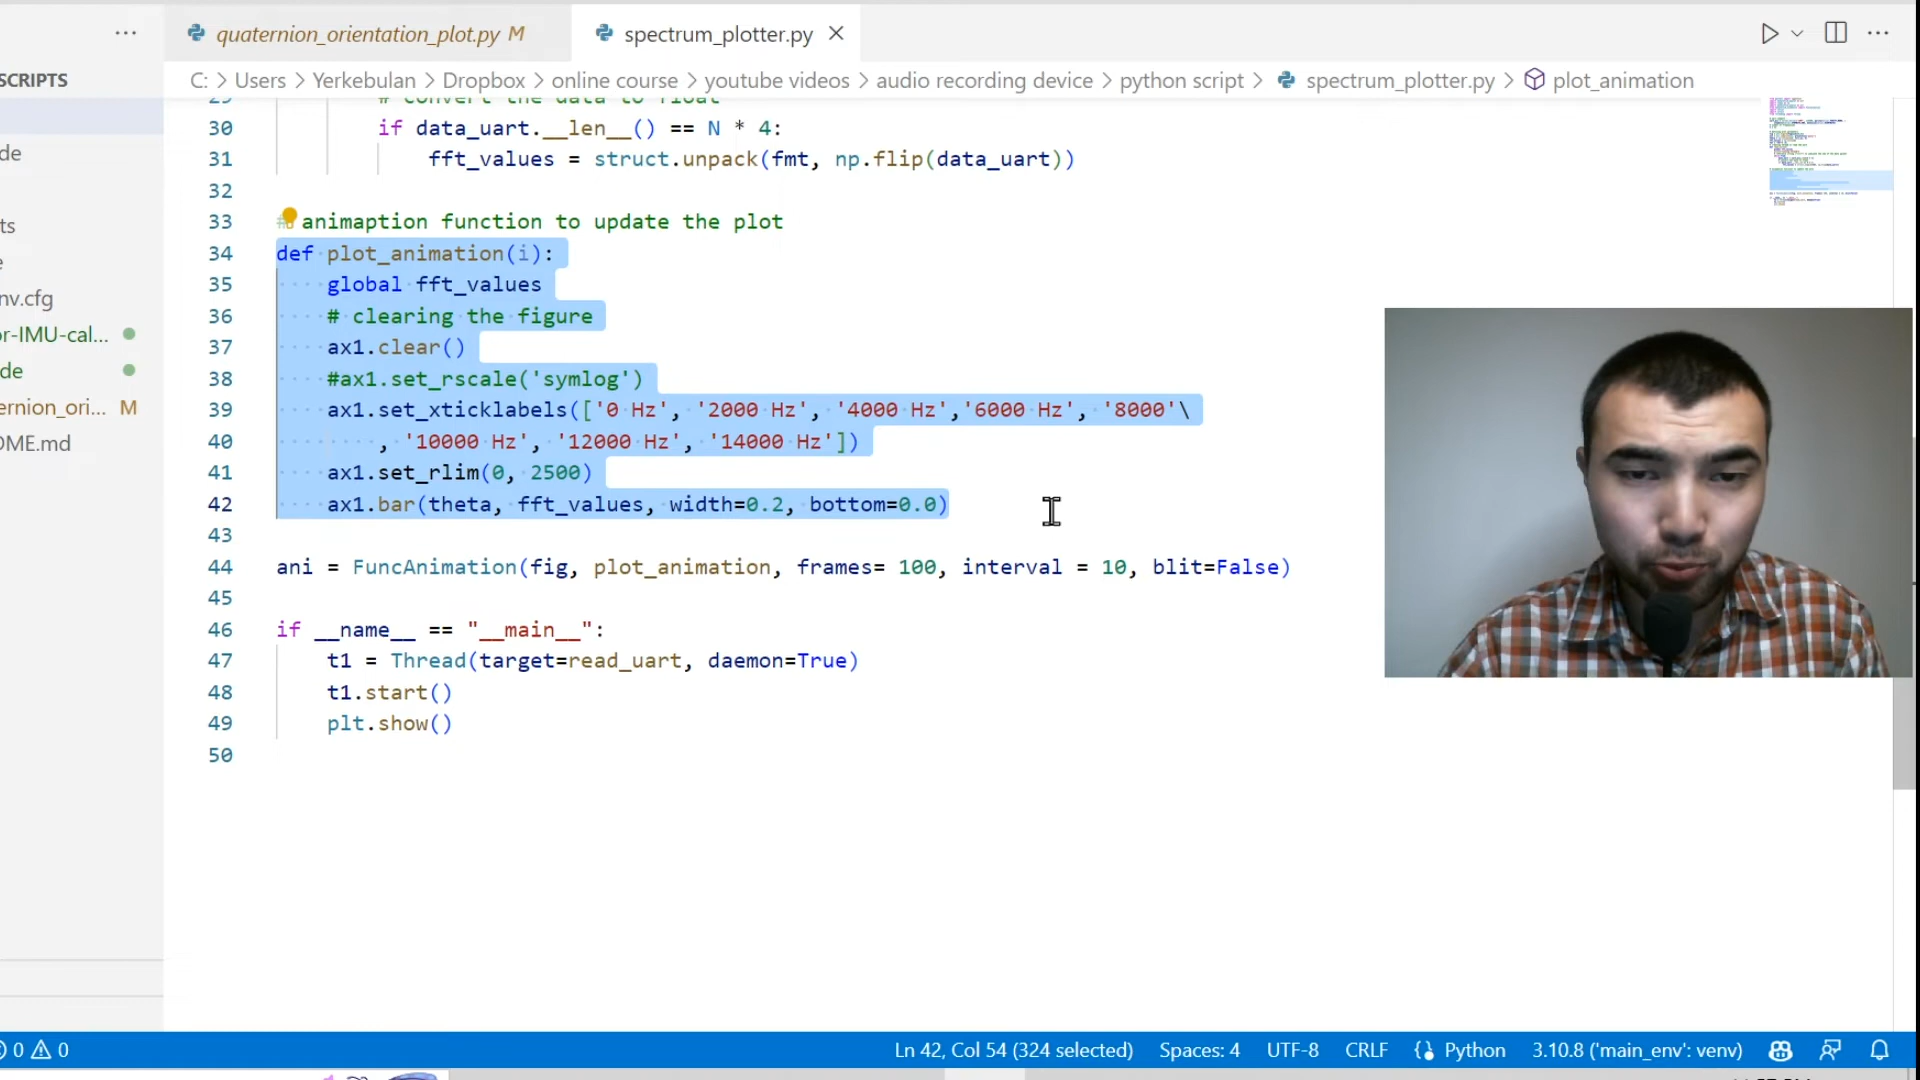 quaternion_orientation_plot.py M
spectrum_plotter.py
SCRIPTS
C: > Users > Yerkebulan > Dropbox > online course > youtube videos > audio recording device > python script > spectrum_plotter.py > plot_animation
de
ts
e
nv.cfg
or-IMU-cal...
de
ernion_ori... M
OME.md
29 # convert the data to float
30 if data_uart.__len__() == N * 4:
31 fft_values = struct.unpack(fmt, np.flip(data_uart))
32
33 # animaption function to update the plot
34 def plot_animation(i):
35 global fft_values
36 # clearing the figure
37 ax1.clear()
38 #ax1.set_rscale('symlog')
39 ax1.set_xticklabels(['0 Hz', '2000 Hz', '4000 Hz','6000 Hz', '8000'\
40 , '10000 Hz', '12000 Hz', '14000 Hz'])
41 ax1.set_rlim(0, 2500)
42 ax1.bar(theta, fft_values, width=0.2, bottom=0.0)
43
44 ani = FuncAnimation(fig, plot_animation, frames= 100, interval = 10, blit=False)
45
46 if __name__ == "__main__":
47 t1 = Thread(target=read_uart, daemon=True)
48 t1.start()
49 plt.show()
50
0 0 Ln 42, Col 54 (324 selected) Spaces: 4 UTF-8 CRLF Python 3.10.8 ('main_env': venv)